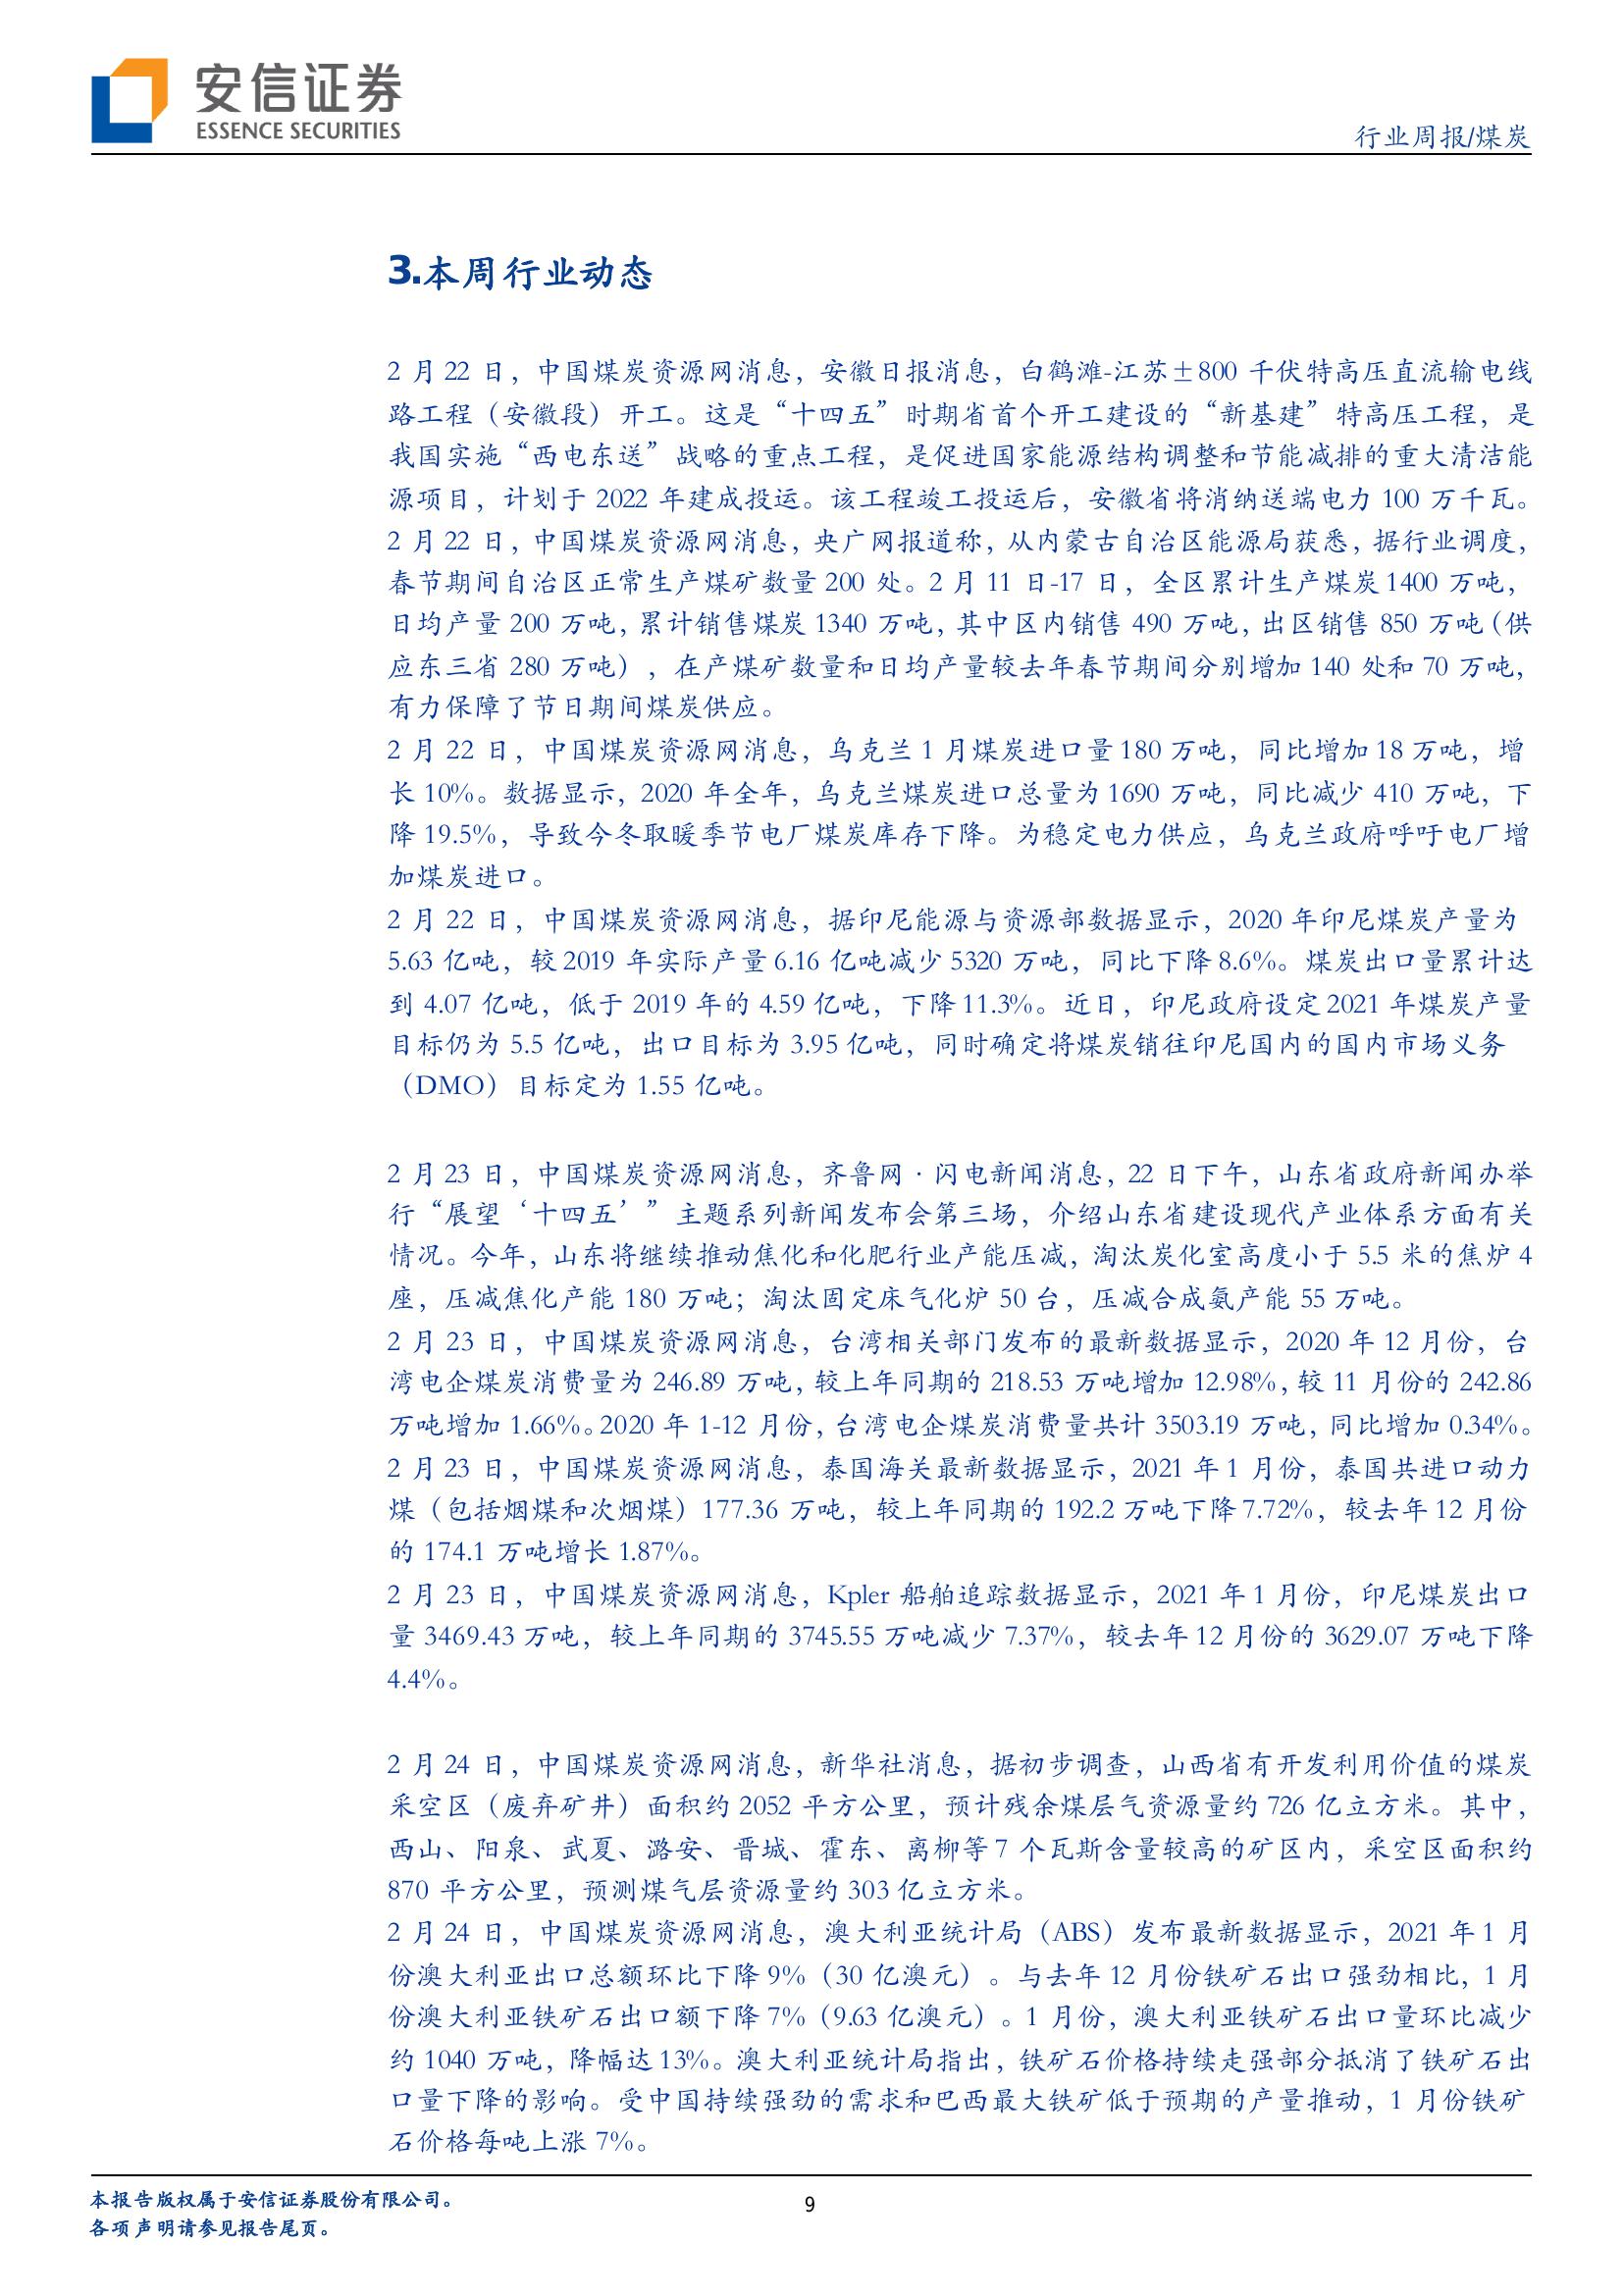 安信证券
ESSENCE SECURITIES
行业周报/煤炭
3.本周行业动态
2 月 22 日，中国煤炭资源网消息，安徽日报消息，白鹤滩-江苏±800 千伏特高压直流输电线
路工程（安徽段）开工。这是“十四五”时期省首个开工建设的“新基建”特高压工程，是
我国实施“西电东送”战略的重点工程，是促进国家能源结构调整和节能减排的重大清洁能
源项目，计划于 2022 年建成投运。该工程竣工投运后，安徽省将消纳送端电力 100 万千瓦。
2 月 22 日，中国煤炭资源网消息，央广网报道称，从内蒙古自治区能源局获悉，据行业调度，
春节期间自治区正常生产煤矿数量 200 处。2 月 11 日-17 日，全区累计生产煤炭 1400 万吨，
日均产量 200 万吨，累计销售煤炭 1340 万吨，其中区内销售 490 万吨，出区销售 850 万吨（供
应东三省 280 万吨），在产煤矿数量和日均产量较去年春节期间分别增加 140 处和 70 万吨，
有力保障了节日期间煤炭供应。
2 月 22 日，中国煤炭资源网消息，乌克兰 1 月煤炭进口量 180 万吨，同比增加 18 万吨，增
长 10%。数据显示，2020 年全年，乌克兰煤炭进口总量为 1690 万吨，同比减少 410 万吨，下
降 19.5%，导致今冬取暖季节电厂煤炭库存下降。为稳定电力供应，乌克兰政府呼吁电厂增
加煤炭进口。
2 月 22 日，中国煤炭资源网消息，据印尼能源与资源部数据显示，2020 年印尼煤炭产量为
5.63 亿吨，较 2019 年实际产量 6.16 亿吨减少 5320 万吨，同比下降 8.6%。煤炭出口量累计达
到 4.07 亿吨，低于 2019 年的 4.59 亿吨，下降 11.3%。近日，印尼政府设定 2021 年煤炭产量
目标仍为 5.5 亿吨，出口目标为 3.95 亿吨，同时确定将煤炭销往印尼国内的国内市场义务
（DMO）目标定为 1.55 亿吨。
2 月 23 日，中国煤炭资源网消息，齐鲁网·闪电新闻消息，22 日下午，山东省政府新闻办举
行“展望‘十四五’”主题系列新闻发布会第三场，介绍山东省建设现代产业体系方面有关
情况。今年，山东将继续推动焦化和化肥行业产能压减，淘汰炭化室高度小于 5.5 米的焦炉 4
座，压减焦化产能 180 万吨；淘汰固定床气化炉 50 台，压减合成氨产能 55 万吨。
2 月 23 日，中国煤炭资源网消息，台湾相关部门发布的最新数据显示，2020 年 12 月份，台
湾电企煤炭消费量为 246.89 万吨，较上年同期的 218.53 万吨增加 12.98%，较 11 月份的 242.86
万吨增加 1.66%。2020 年 1-12 月份，台湾电企煤炭消费量共计 3503.19 万吨，同比增加 0.34%。
2 月 23 日，中国煤炭资源网消息，泰国海关最新数据显示，2021 年 1 月份，泰国共进口动力
煤（包括烟煤和次烟煤）177.36 万吨，较上年同期的 192.2 万吨下降 7.72%，较去年 12 月份
的 174.1 万吨增长 1.87%。
2 月 23 日，中国煤炭资源网消息，Kpler 船舶追踪数据显示，2021 年 1 月份，印尼煤炭出口
量 3469.43 万吨，较上年同期的 3745.55 万吨减少 7.37%，较去年 12 月份的 3629.07 万吨下降
4.4%。
2 月 24 日，中国煤炭资源网消息，新华社消息，据初步调查，山西省有开发利用价值的煤炭
采空区（废弃矿井）面积约 2052 平方公里，预计残余煤层气资源量约 726 亿立方米。其中，
西山、阳泉、武夏、潞安、晋城、霍东、离柳等 7 个瓦斯含量较高的矿区内，采空区面积约
870 平方公里，预测煤气层资源量约 303 亿立方米。
2 月 24 日，中国煤炭资源网消息，澳大利亚统计局（ABS）发布最新数据显示，2021 年 1 月
份澳大利亚出口总额环比下降 9%（30 亿澳元）。与去年 12 月份铁矿石出口强劲相比，1 月
份澳大利亚铁矿石出口额下降 7%（9.63 亿澳元）。1 月份，澳大利亚铁矿石出口量环比减少
约 1040 万吨，降幅达 13%。澳大利亚统计局指出，铁矿石价格持续走强部分抵消了铁矿石出
口量下降的影响。受中国持续强劲的需求和巴西最大铁矿低于预期的产量推动，1 月份铁矿
石价格每吨上涨 7%。
本报告版权属于安信证券股份有限公司。
9
各项声明请参见报告尾页。